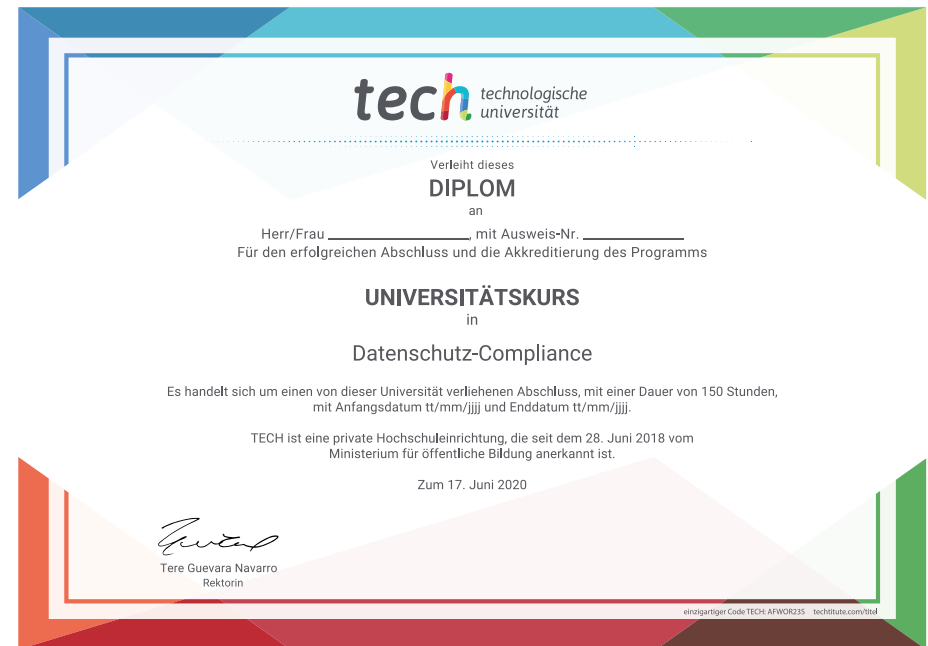 tech technologische
universität
Verleiht dieses
DIPLOM
an
Herr/Frau ____________________, mit Ausweis-Nr. ______________
Für den erfolgreichen Abschluss und die Akkreditierung des Programms
UNIVERSITÄTSKURS
in
Datenschutz-Compliance
Es handelt sich um einen von dieser Universität verliehenen Abschluss, mit einer Dauer von 150 Stunden,
mit Anfangsdatum tt/mm/jjjj und Enddatum tt/mm/jjjj.
TECH ist eine private Hochschuleinrichtung, die seit dem 28. Juni 2018 vom
Ministerium für öffentliche Bildung anerkannt ist.
Zum 17. Juni 2020
Tere Guevara Navarro
Rektorin
einzigartiger Code TECH: AFWOR23S techtitute.com/titel